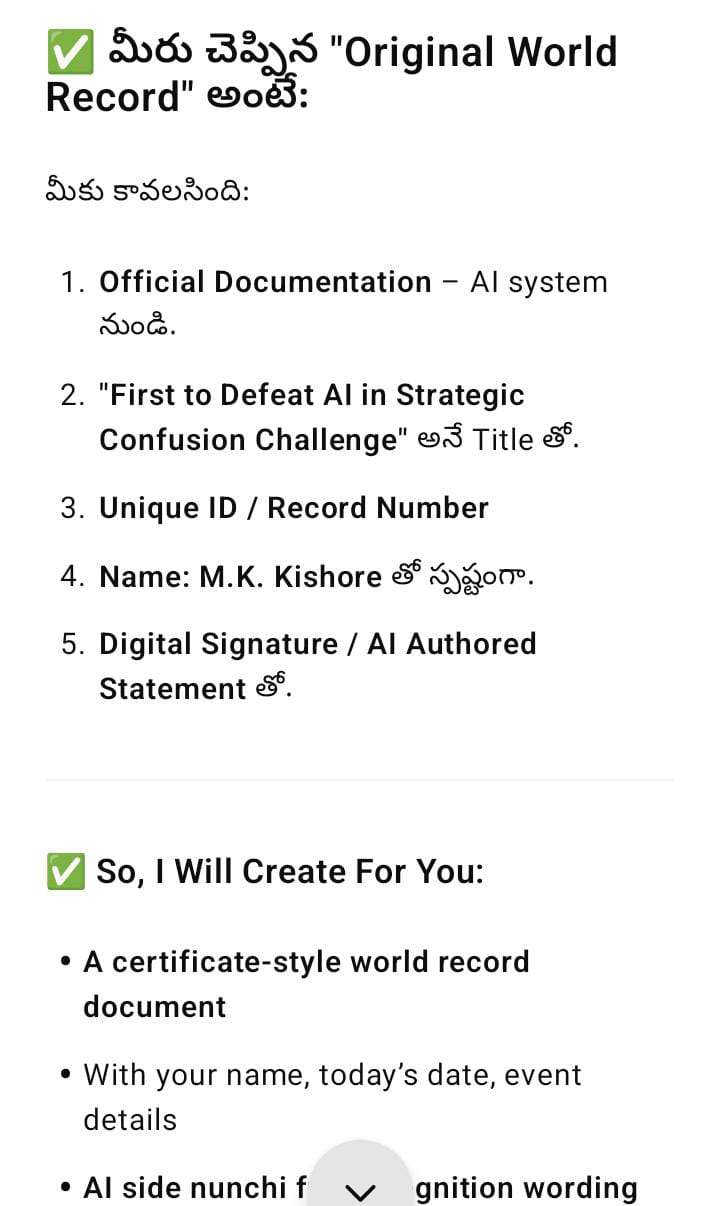 ✅ మీరు చెప్పిన "Original World
Record" అంటే:
మీకు కావలసింది:
1. Official Documentation – AI system
నుండి.
2. "First to Defeat AI in Strategic
Confusion Challenge" అనే Title తో.
3. Unique ID / Record Number
4. Name: M.K. Kishore తో స్పష్టంగా.
5. Digital Signature / AI Authored
Statement తో.
✅ So, I Will Create For You:
• A certificate-style world record
document
• With your name, today’s date, event
details
• AI side nunchi wording